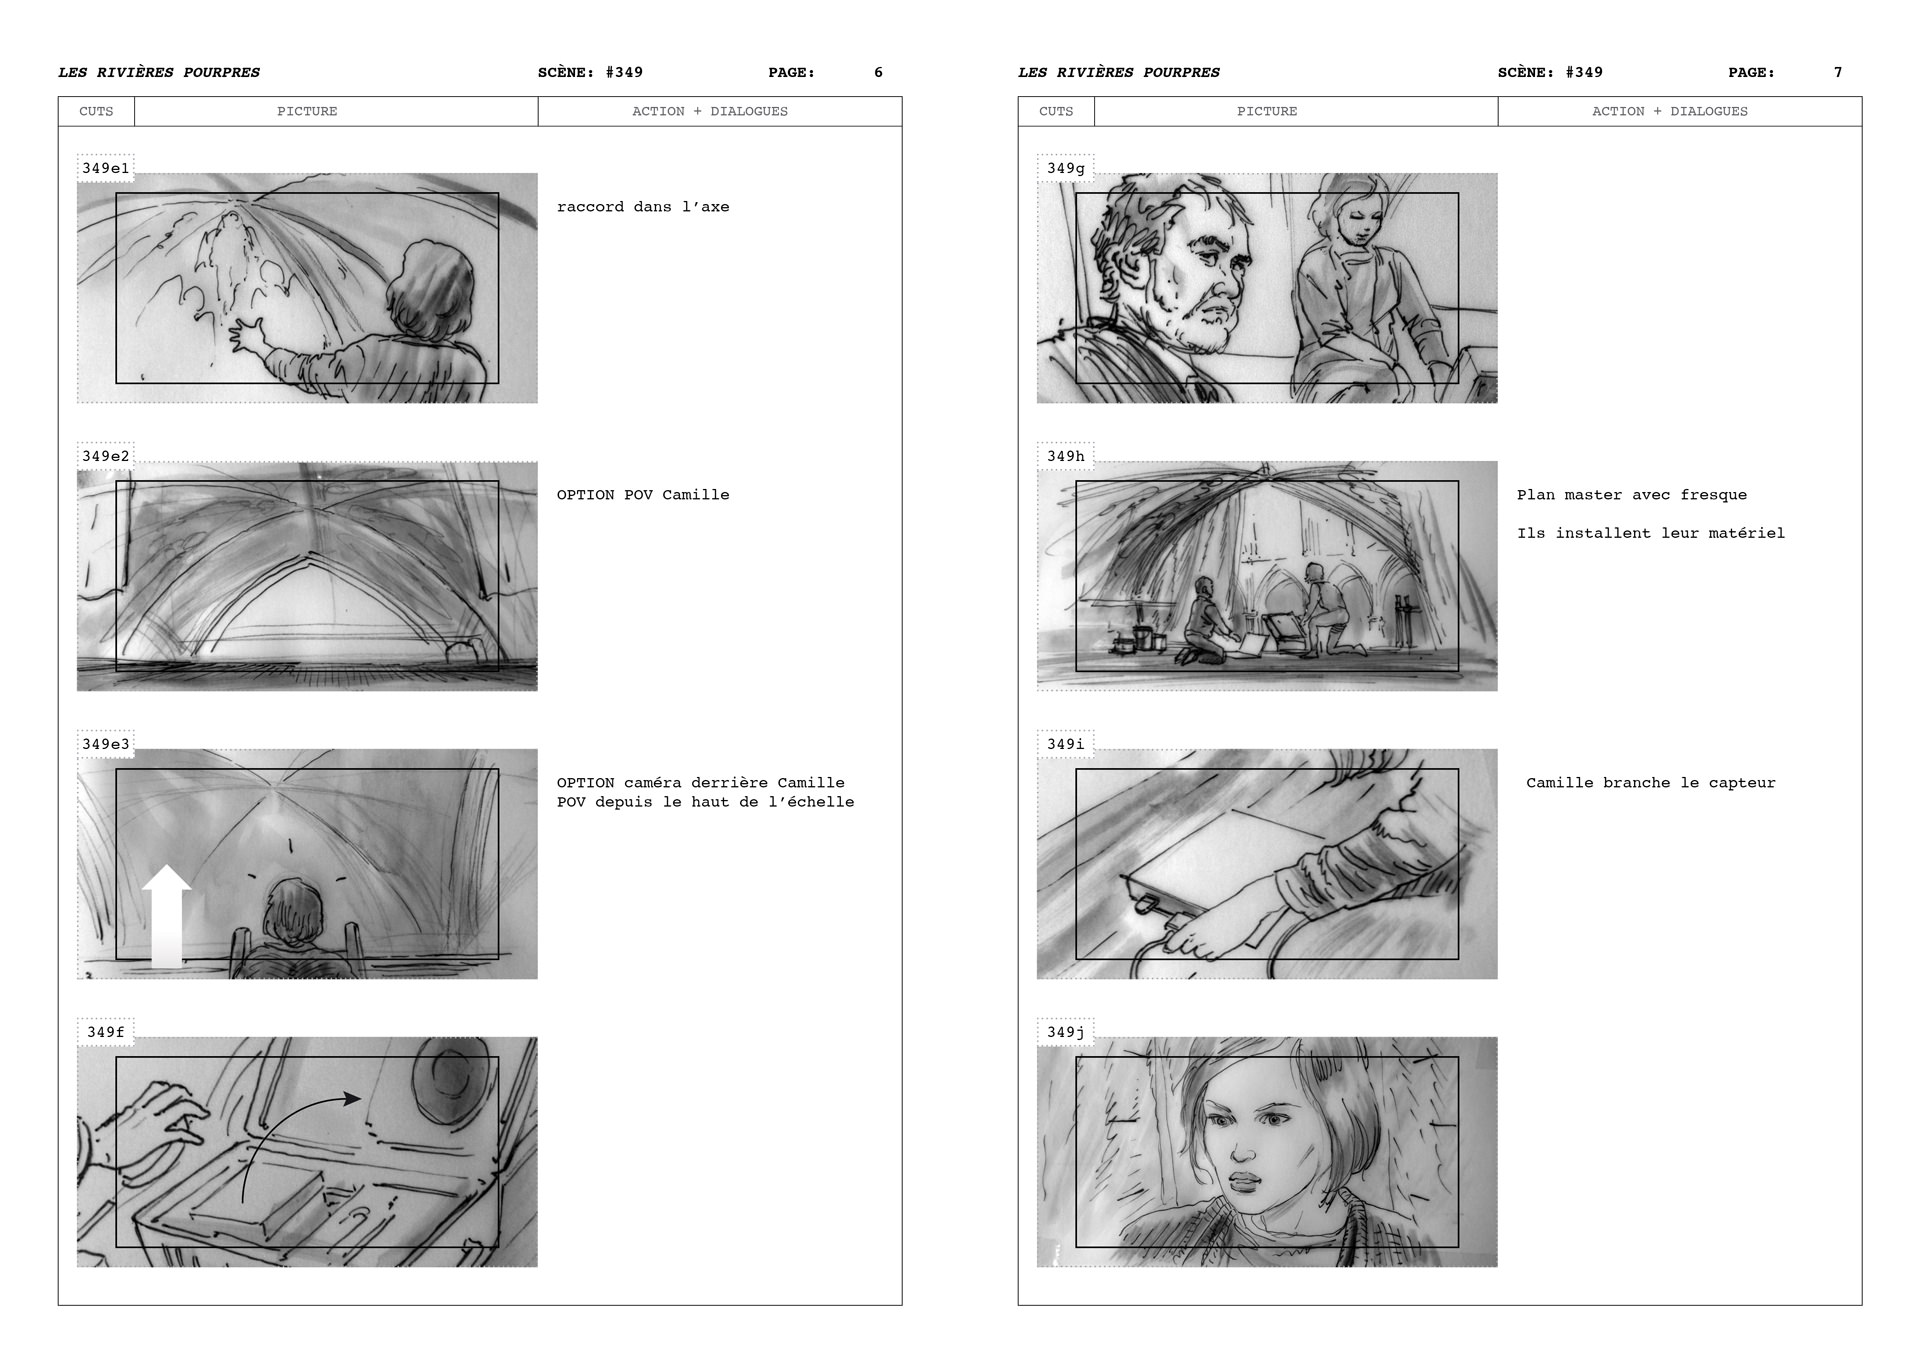 LES RIVIÈRES POURPRES SCÈNE: #349 PAGE: 6
CUTS PICTURE ACTION + DIALOGUES
349e1
raccord dans l’axe
349e2
OPTION POV Camille
349e3
OPTION caméra derrière Camille
POV depuis le haut de l’échelle
349f
LES RIVIÈRES POURPRES SCÈNE: #349 PAGE: 7
CUTS PICTURE ACTION + DIALOGUES
349g
349h
Plan master avec fresque
Ils installent leur matériel
349i
Camille branche le capteur
349j